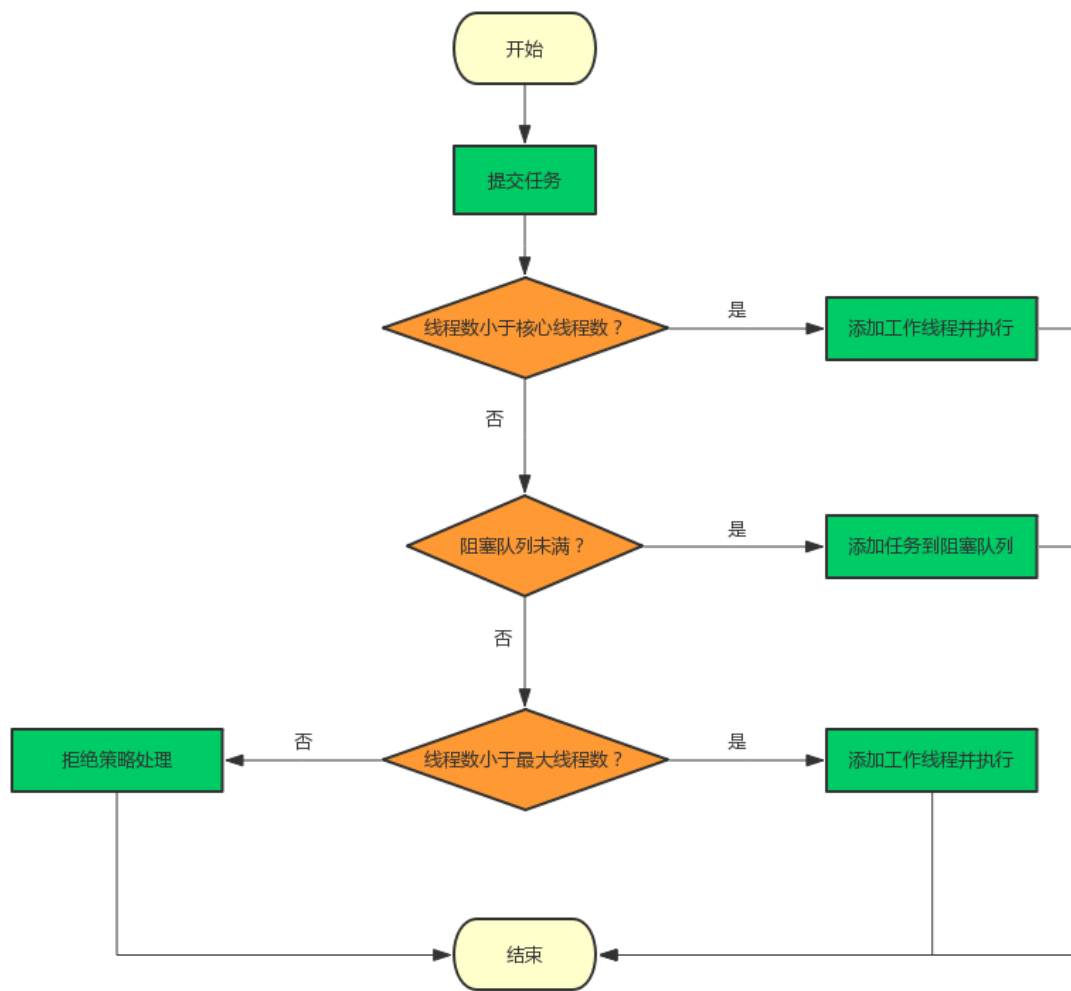 开始
提交任务
线程数小于核心线程数？
是
添加工作线程并执行
否
阻塞队列未满？
是
添加任务到阻塞队列
否
拒绝策略处理
否
线程数小于最大线程数？
是
添加工作线程并执行
结束